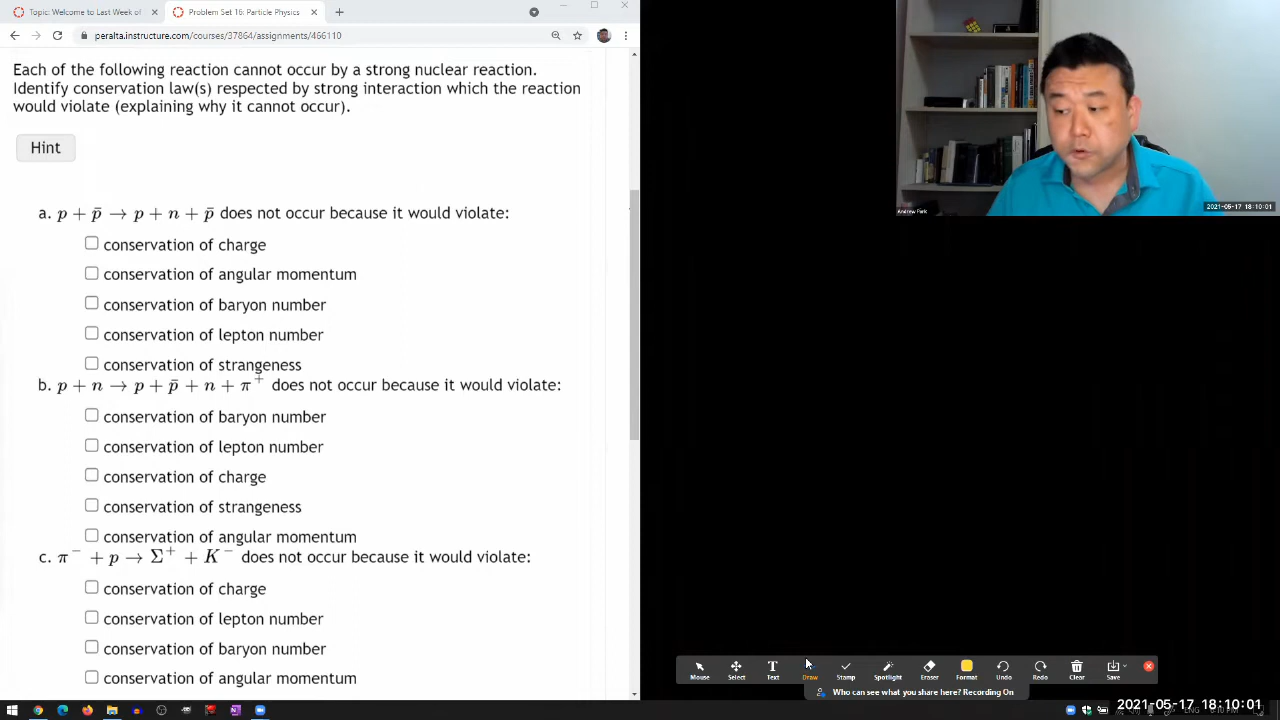 Topic: Welcome to Last Week of
Problem Set 16: Particle Physics
peralta.instructure.com/courses/37864/assignments/686110
Each of the following reaction cannot occur by a strong nuclear reaction.
Identify conservation law(s) respected by strong interaction which the reaction
would violate (explaining why it cannot occur).
Hint
a. p + p̄ → p + n + p̄ does not occur because it would violate:
conservation of charge
conservation of angular momentum
conservation of baryon number
conservation of lepton number
conservation of strangeness
b. p + n → p + p̄ + n + π⁺ does not occur because it would violate:
conservation of baryon number
conservation of lepton number
conservation of charge
conservation of strangeness
conservation of angular momentum
c. π⁻ + p → Σ⁺ + K⁻ does not occur because it would violate:
conservation of charge
conservation of lepton number
conservation of baryon number
conservation of angular momentum
Andrew Park
2021-05-17 18:10:01
Mouse
Select
Text
Draw
Stamp
Spotlight
Eraser
Format
Undo
Redo
Clear
Save
Who can see what you share here? Recording On
ENG
2021-05-17 18:10:01